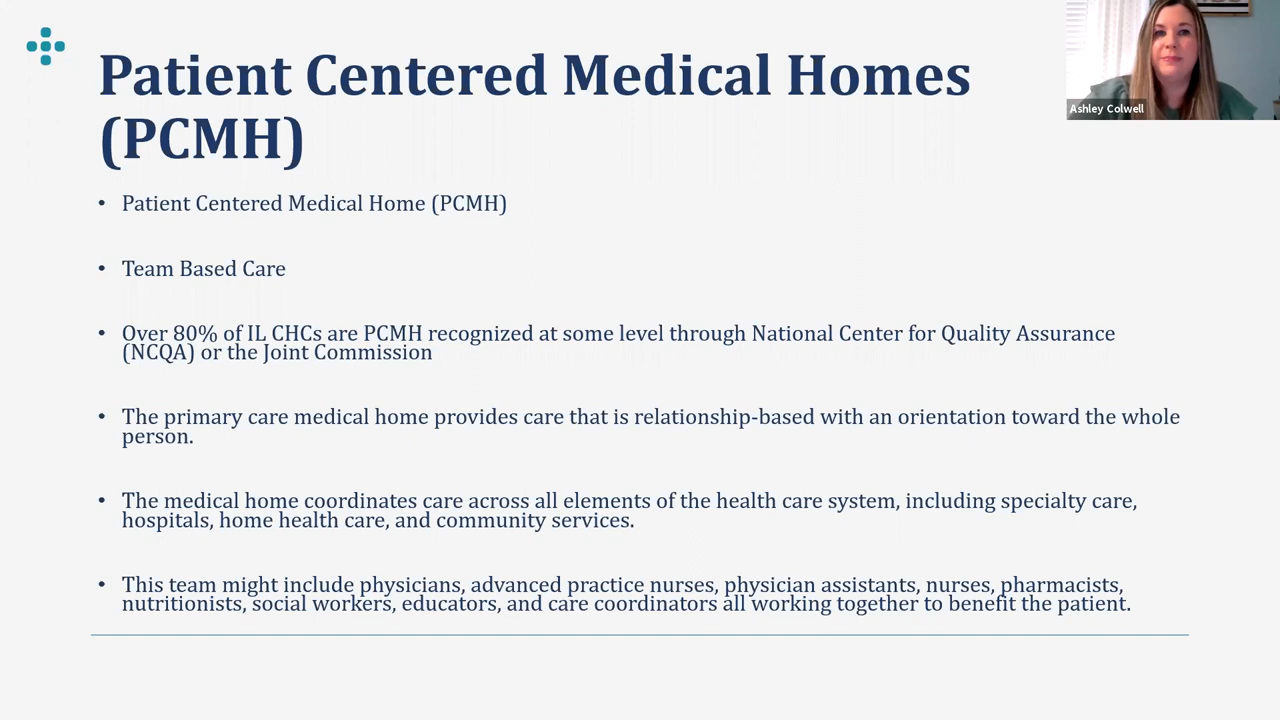 Patient Centered Medical Homes
(PCMH)
Ashley Colwell
• Patient Centered Medical Home (PCMH)
• Team Based Care
• Over 80% of IL CHCs are PCMH recognized at some level through National Center for Quality Assurance
(NCQA) or the Joint Commission
• The primary care medical home provides care that is relationship-based with an orientation toward the whole
person.
• The medical home coordinates care across all elements of the health care system, including specialty care,
hospitals, home health care, and community services.
• This team might include physicians, advanced practice nurses, physician assistants, nurses, pharmacists,
nutritionists, social workers, educators, and care coordinators all working together to benefit the patient.